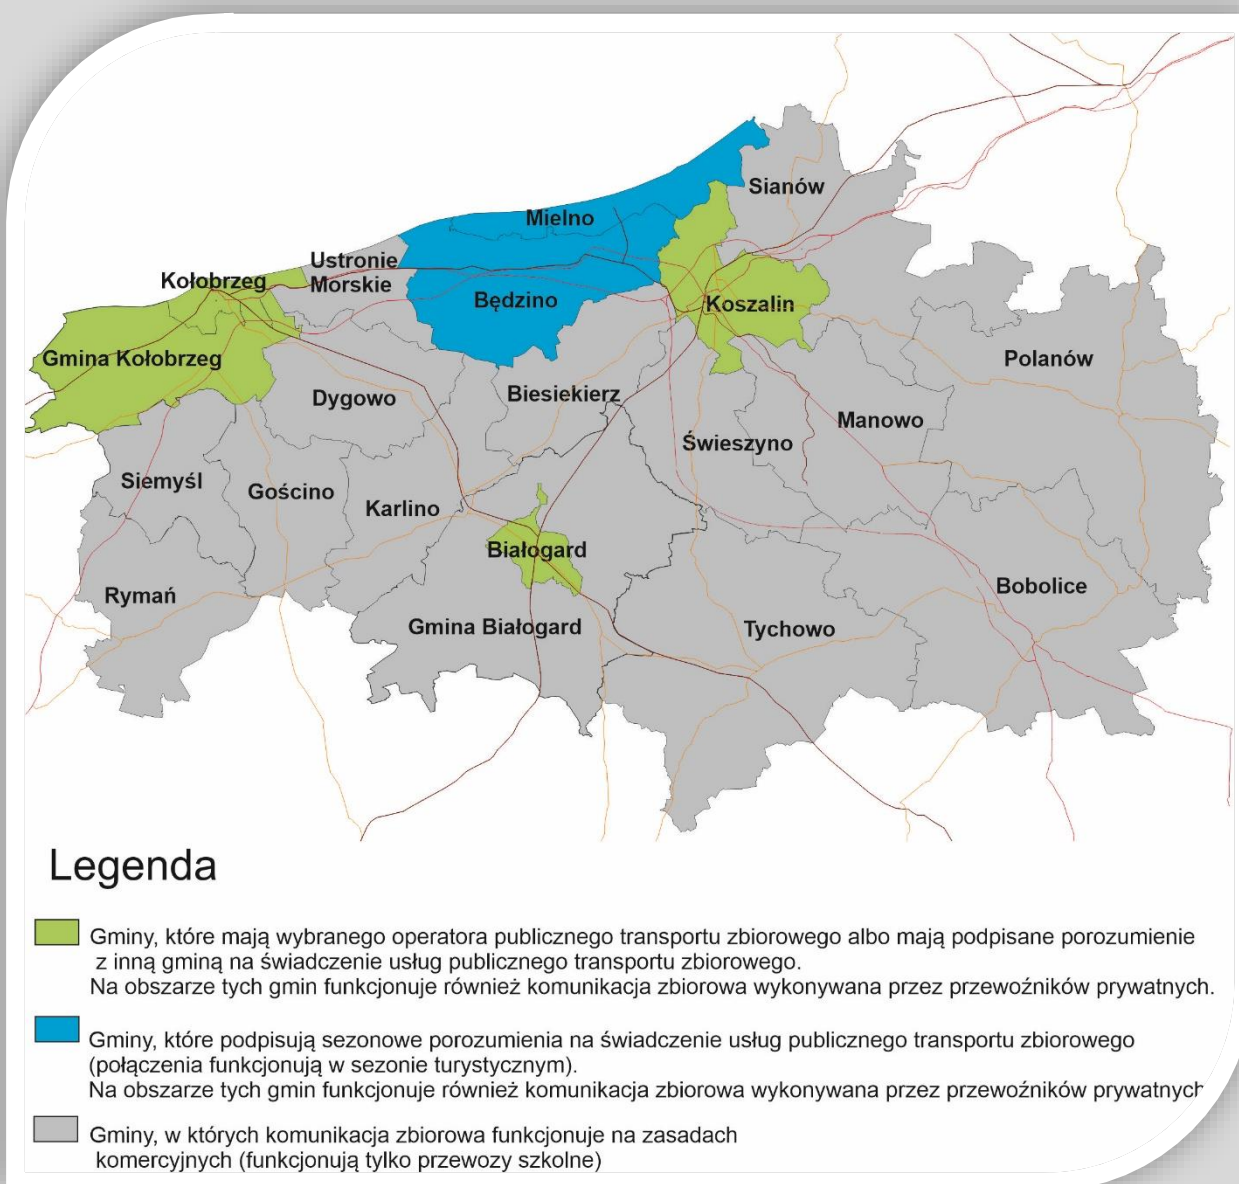 Sianów
Mielno
Ustronie
Morskie
Kołobrzeg
Będzino
Koszalin
Gmina Kołobrzeg
Polanów
Dygowo
Biesiekierz
Manowo
Świeszyno
Siemyśl
Gościno
Karlino
Białogard
Rymań
Bobolice
Gmina Białogard
Tychowo
Legenda
Gminy, które mają wybranego operatora publicznego transportu zbiorowego albo mają podpisane porozumienie
z inną gminą na świadczenie usług publicznego transportu zbiorowego.
Na obszarze tych gmin funkcjonuje również komunikacja zbiorowa wykonywana przez przewoźników prywatnych.
Gminy, które podpisują sezonowe porozumienia na świadczenie usług publicznego transportu zbiorowego
(połączenia funkcjonują w sezonie turystycznym).
Na obszarze tych gmin funkcjonuje również komunikacja zbiorowa wykonywana przez przewoźników prywatnych
Gminy, w których komunikacja zbiorowa funkcjonuje na zasadach
komercyjnych (funkcjonują tylko przewozy szkolne)